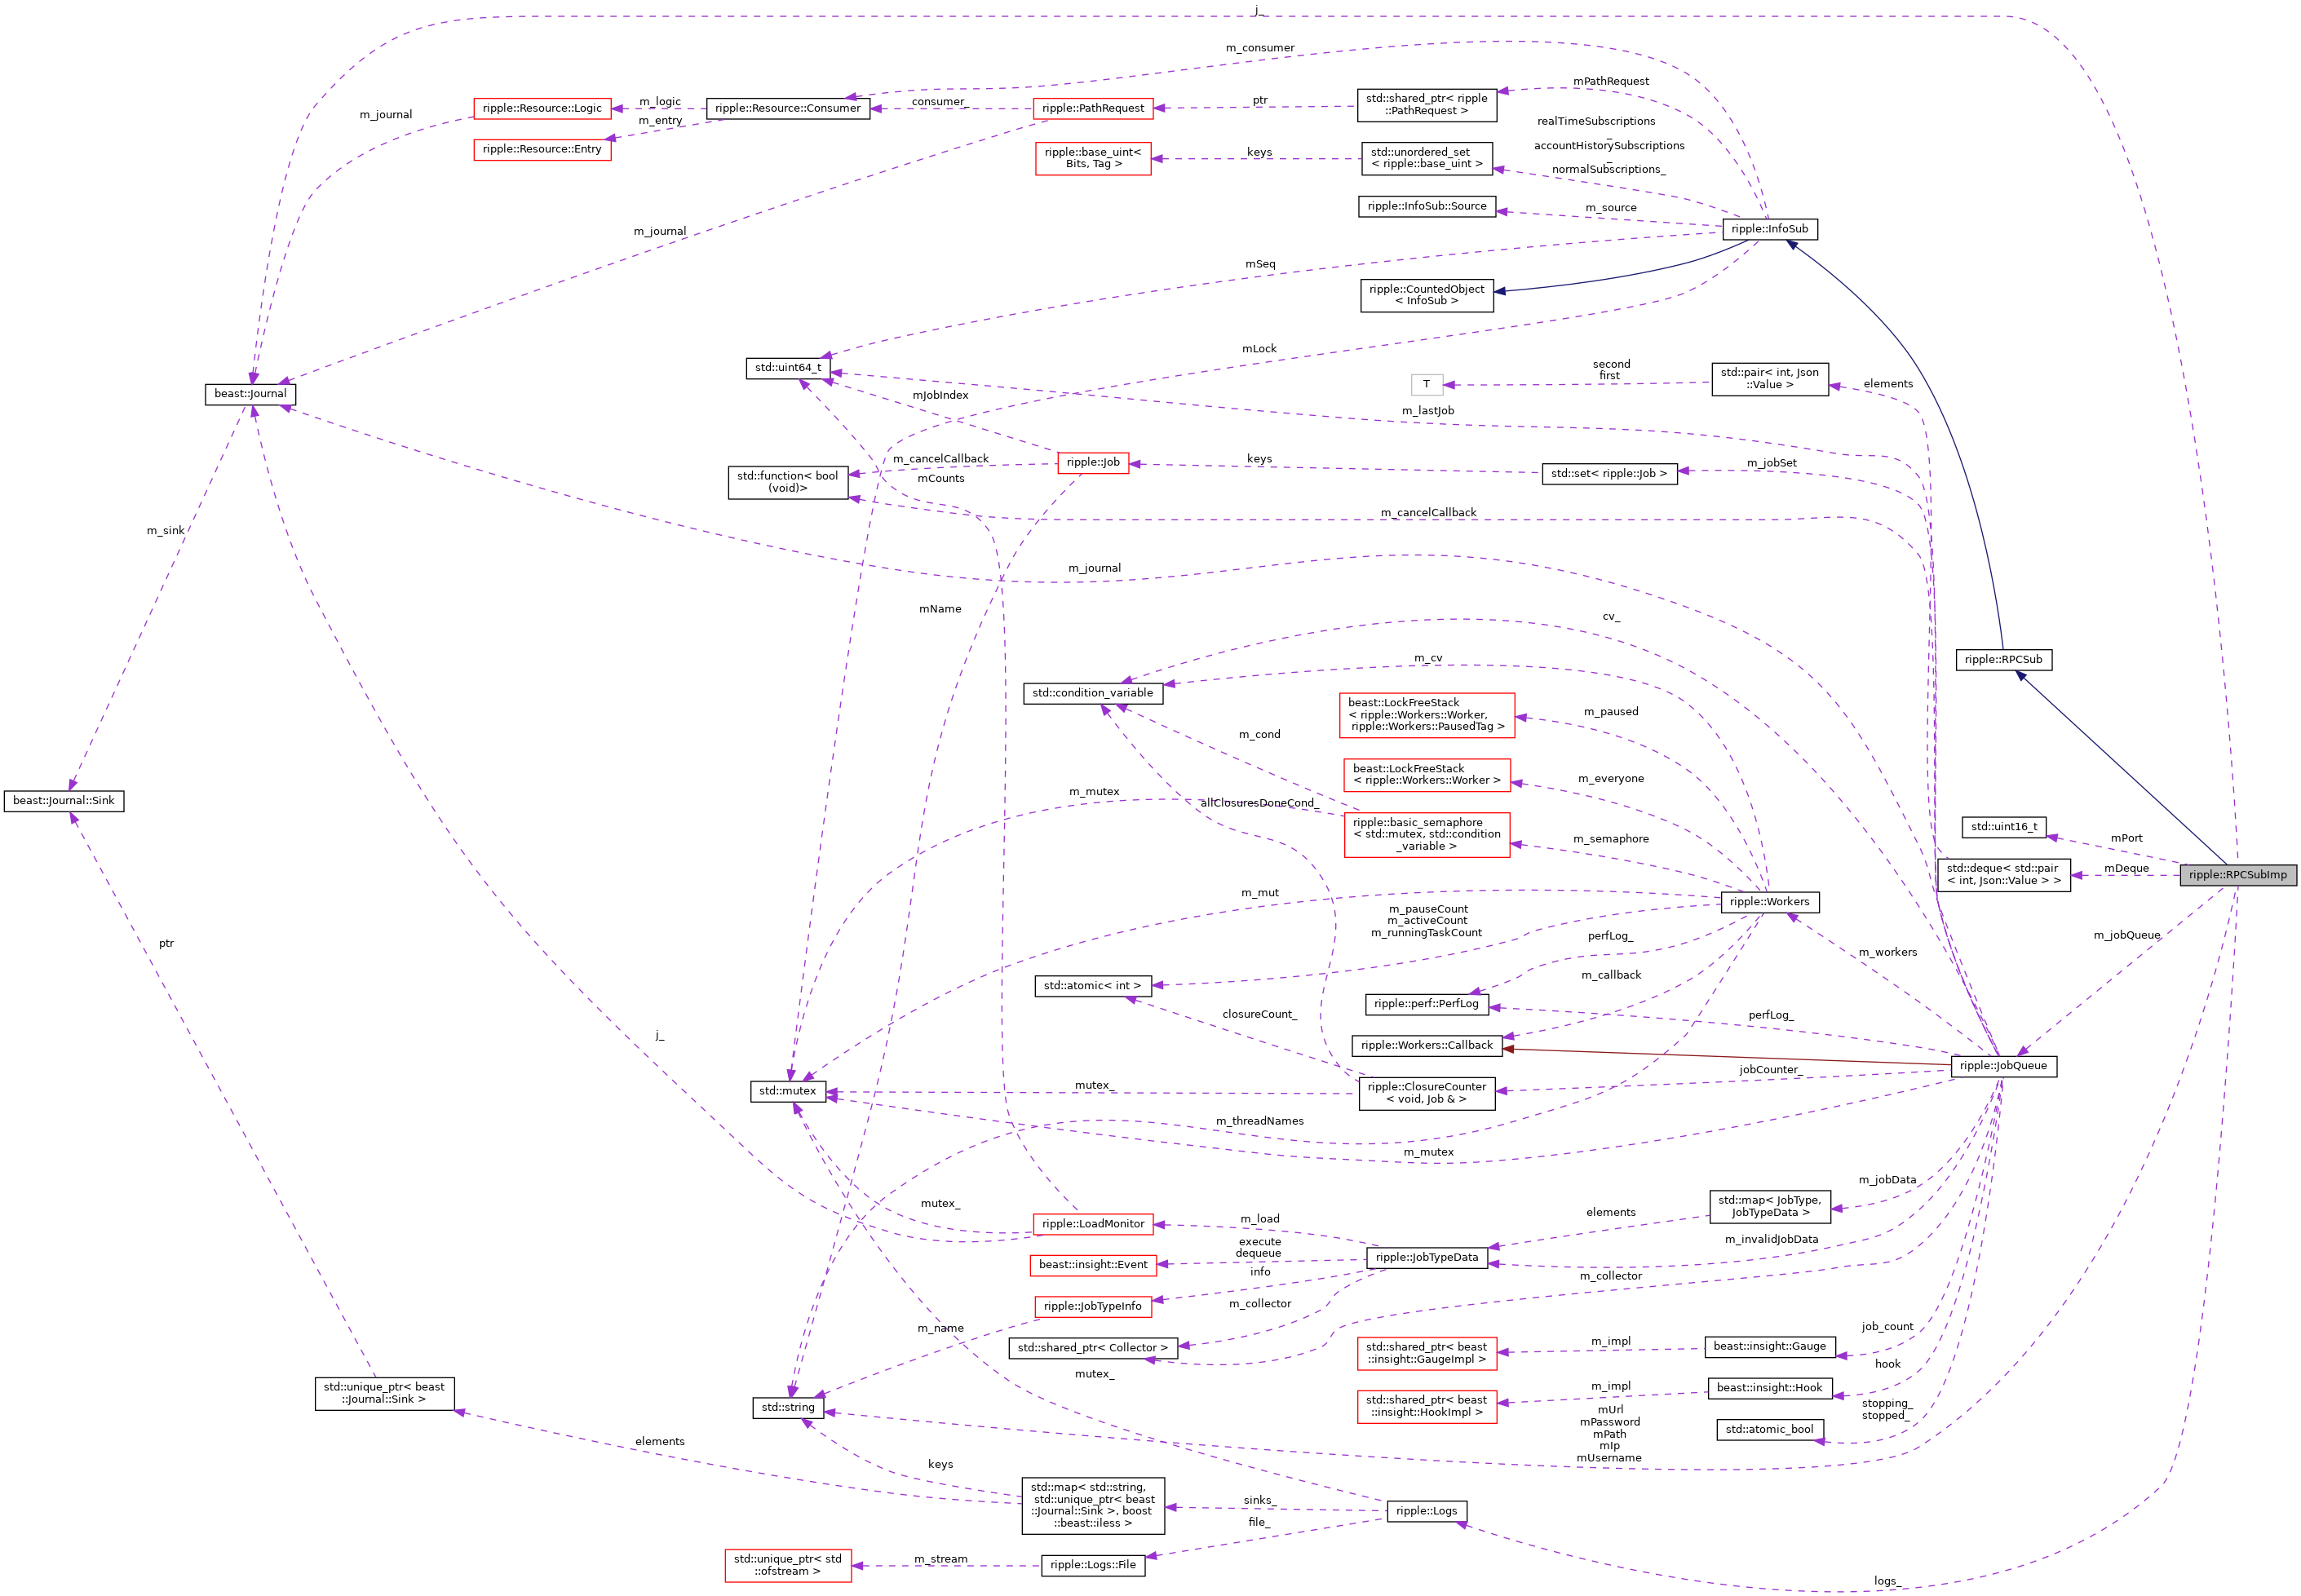 j_
m_consumer
mPathRequest
m_journal
ripple::Resource::Logic
m_logic
ripple::Resource::Consumer
consumer_
ripple::PathRequest
ptr
std::shared_ptr< ripple
::PathRequest >
m_entry
ripple::Resource::Entry
ripple::base_uint<
Bits, Tag >
keys
std::unordered_set
< ripple::base_uint >
realTimeSubscriptions
_
accountHistorySubscriptions
_
normalSubscriptions_
ripple::InfoSub::Source
m_source
ripple::InfoSub
m_journal
mSeq
ripple::CountedObject
< InfoSub >
mLock
std::uint64_t
T
second
first
std::pair< int, Json
::Value >
elements
beast::Journal
mJobIndex
m_lastJob
std::function< bool
(void)>
m_cancelCallback
mCounts
ripple::Job
keys
std::set< ripple::Job >
m_jobSet
m_cancelCallback
m_sink
m_journal
mName
cv_
m_cv
ripple::RPCSub
std::condition_variable
beast::LockFreeStack
< ripple::Workers::Worker,
ripple::Workers::PausedTag >
m_paused
m_cond
beast::LockFreeStack
< ripple::Workers::Worker >
m_everyone
beast::Journal::Sink
m_mutex
allClosuresDoneCond_
ripple::basic_semaphore
< std::mutex, std::condition
_variable >
m_semaphore
std::uint16_t
mPort
std::deque< std::pair
< int, Json::Value > >
mDeque
ripple::RPCSubImp
m_mut
ripple::Workers
m_pauseCount
m_activeCount
m_runningTaskCount
perfLog_
m_workers
m_jobQueue
ptr
std::atomic< int >
m_callback
ripple::perf::PerfLog
closureCount_
perfLog_
j_
ripple::Workers::Callback
ripple::JobQueue
jobCounter_
std::mutex
mutex_
ripple::ClosureCounter
< void, Job & >
m_threadNames
m_mutex
m_jobData
std::map< JobType,
JobTypeData >
mutex_
ripple::LoadMonitor
m_load
elements
m_invalidJobData
execute
dequeue
ripple::JobTypeData
beast::insight::Event
info
m_collector
ripple::JobTypeInfo
m_collector
m_name
std::shared_ptr< Collector >
job_count
std::shared_ptr< beast
::insight::GaugeImpl >
m_impl
beast::insight::Gauge
hook
mutex_
std::unique_ptr< beast
::Journal::Sink >
std::string
std::shared_ptr< beast
::insight::HookImpl >
m_impl
beast::insight::Hook
stopping_
stopped_
mUrl
mPassword
mPath
mIp
mUsername
std::atomic_bool
elements
keys
std::map< std::string,
std::unique_ptr< beast
::Journal::Sink >, boost
::beast::iless >
sinks_
ripple::Logs
file_
std::unique_ptr< std
::ofstream >
m_stream
ripple::Logs::File
logs_